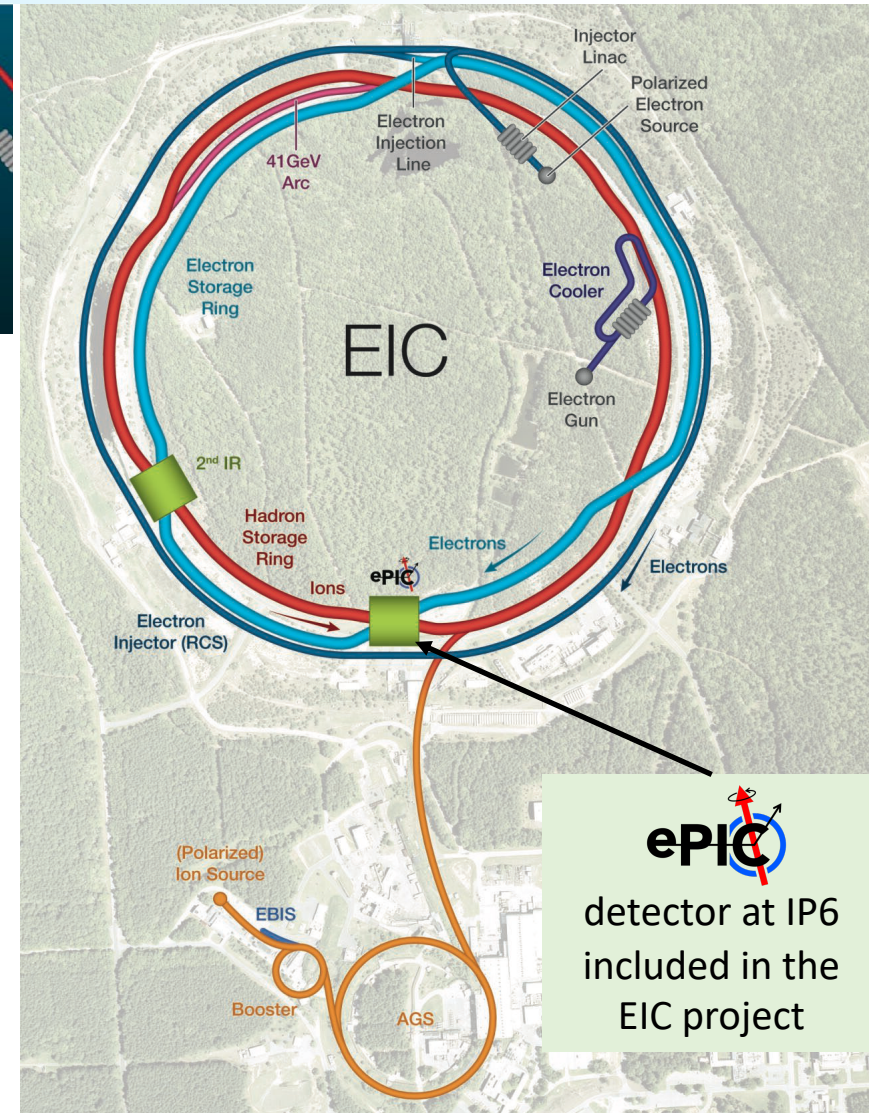 Injector
Linac
Polarized
Electron
Source
Electron
Injection
Line
41GeV
Arc
Electron
Storage
Ring
Electron
Cooler
EIC
Electron
Gun
2nd IR
Hadron
Storage
Ring
Electrons
ePIC
Ions
Electrons
Electron
Injector (RCS)
(Polarized)
Ion Source
EBIS
Booster
AGS
ePIC
detector at IP6
included in the
EIC project